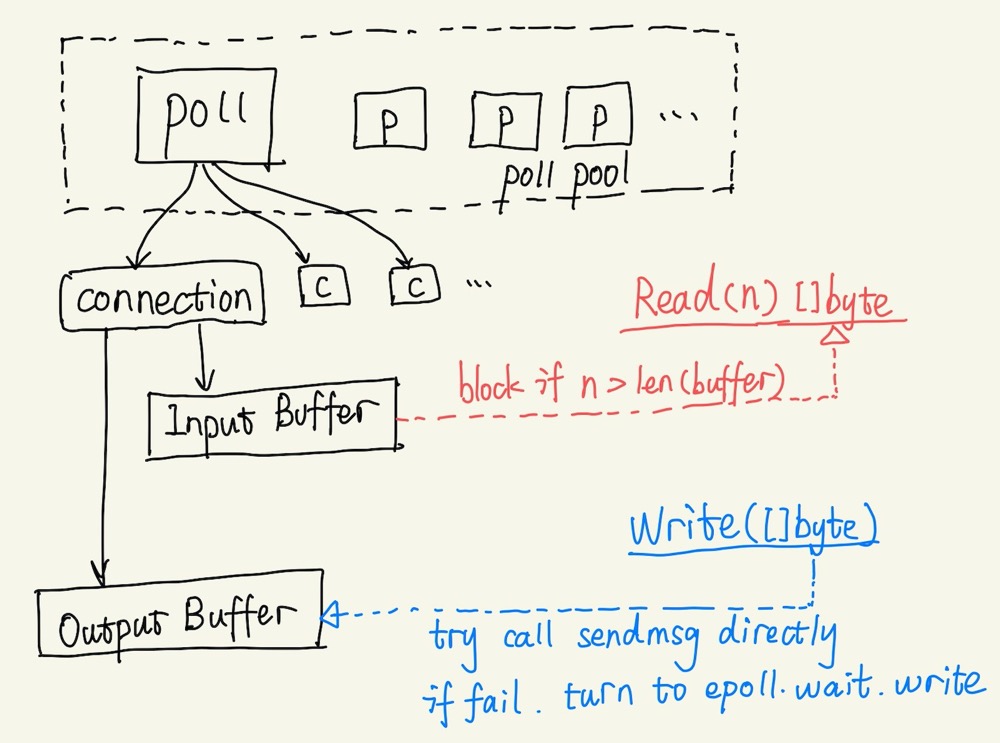 poll
P
P
P
...
poll pool
connection
C
C
...
Read(n) []byte
block if n > len(buffer)
Input Buffer
Write([]byte)
Output Buffer
try call sendmsg directly
if fail. turn to epoll.wait.write